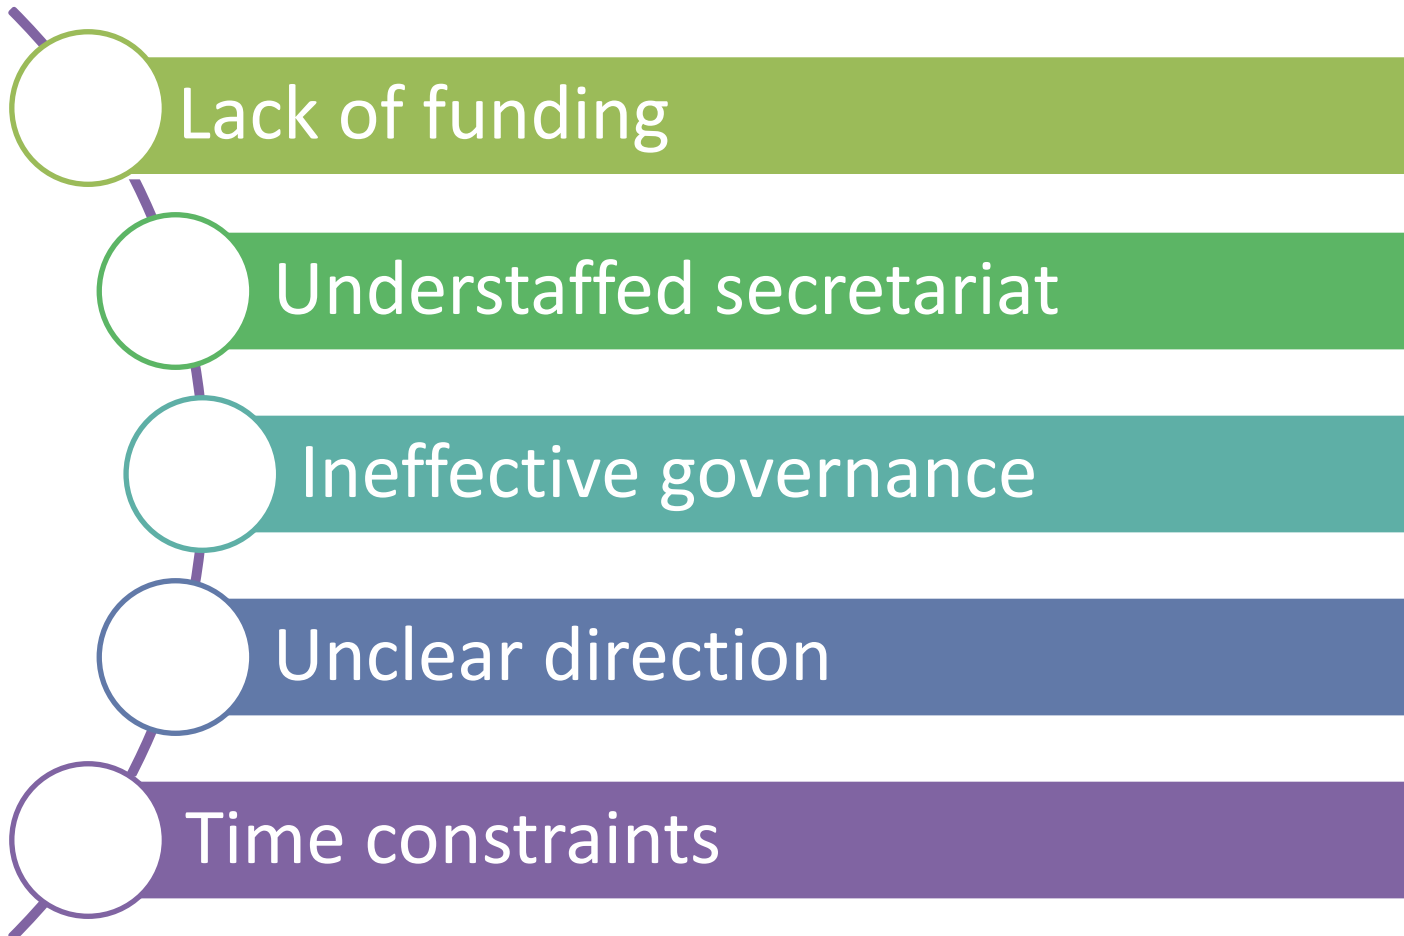 Lack of funding
Understaffed secretariat
Ineffective governance
Unclear direction
Time constraints